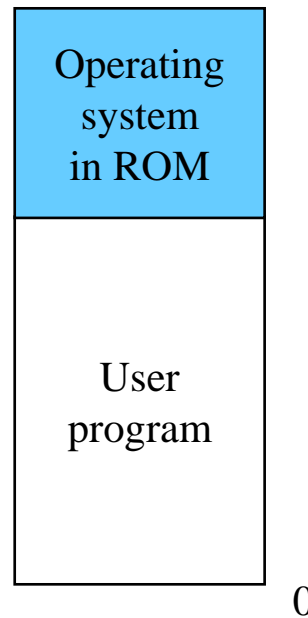 Operating
system
in ROM
User
program
0